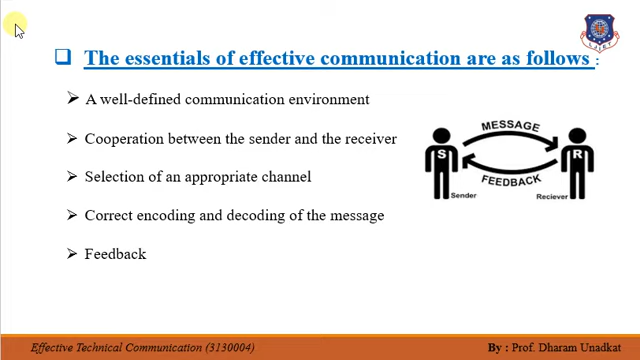 The essentials of effective communication are as follows :
A well-defined communication environment
Cooperation between the sender and the receiver
Selection of an appropriate channel
Correct encoding and decoding of the message
Feedback
MESSAGE
S
R
FEEDBACK
Sender
Reciever
Effective Technical Communication (3130004)
By : Prof. Dharam Unadkat